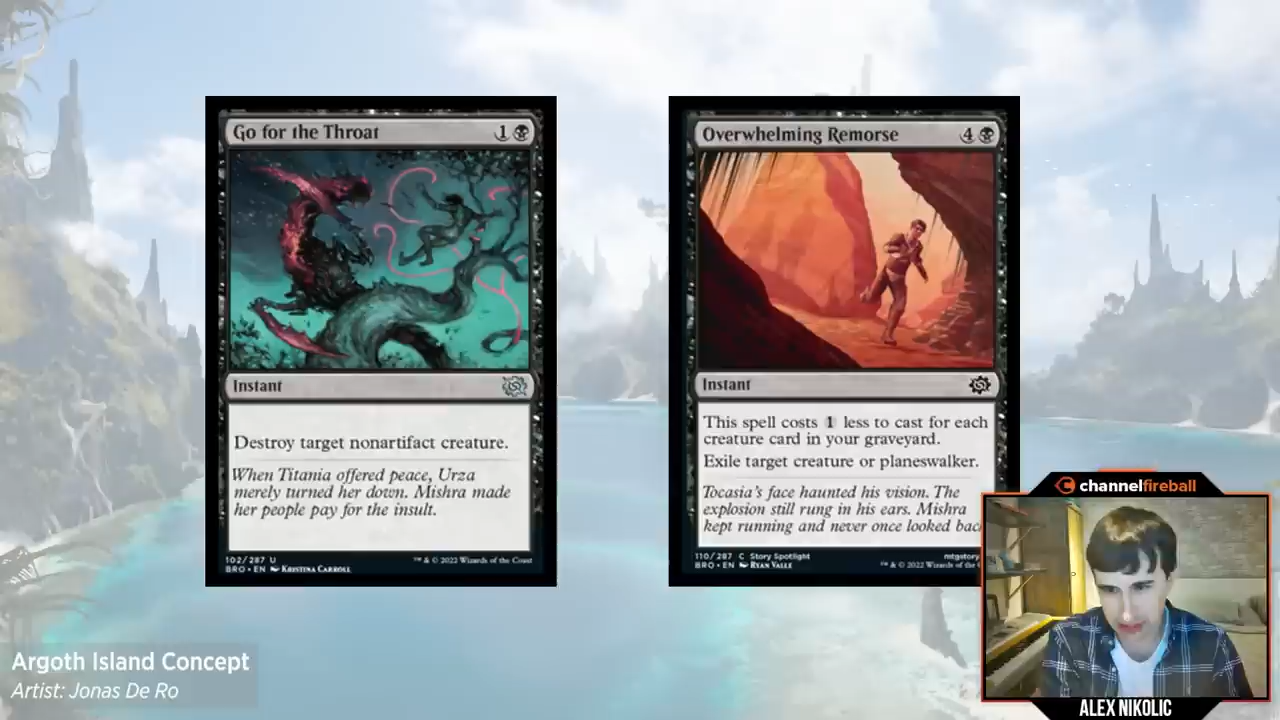 Go for the Throat 1
Instant
Destroy target nonartifact creature.
When Titania offered peace, Urza
merely turned her down. Mishra made
her people pay for the insult.
102/287 U
BRO • EN KRISTINA CARROLL
™ & © 2022 Wizards of the Coast
Overwhelming Remorse 4
Instant
This spell costs 1 less to cast for each
creature card in your graveyard.
Exile target creature or planeswalker.
Tocasia's face haunted his vision. The
explosion still rung in his ears. Mishra
kept running and never once looked bac
110/287 C Story Spotlight
mtgstory
BRO • EN RYAN VALLE
™ & © 2022 Wizards of the
channelfireball
ALEX NIKOLIC
Argoth Island Concept
Artist: Jonas De Ro